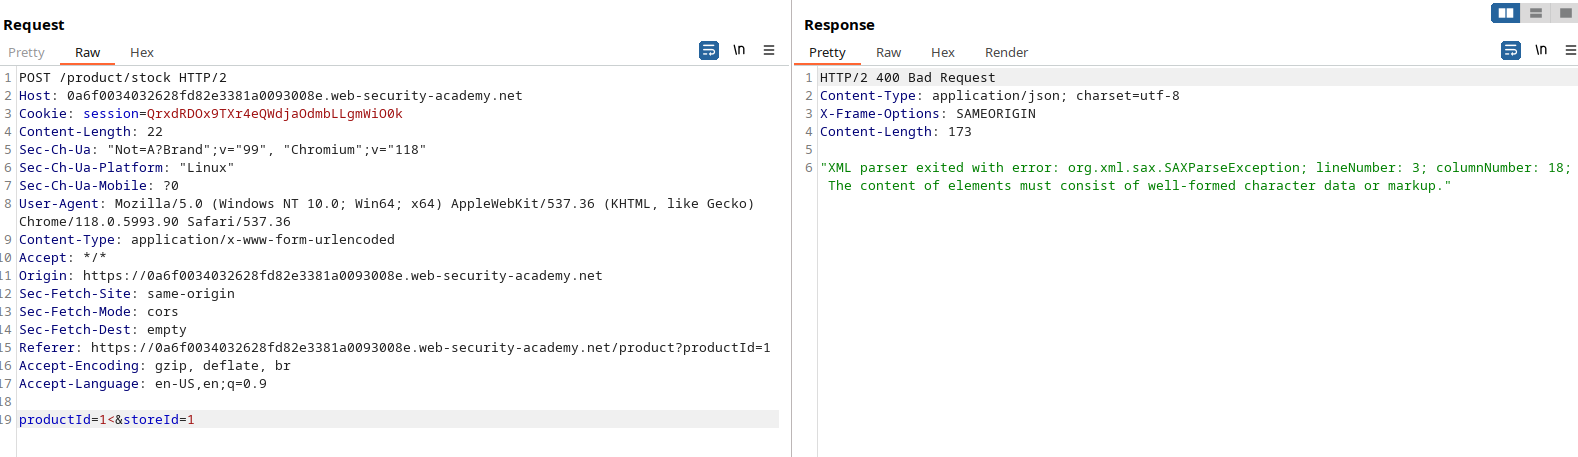 Request
Pretty Raw Hex \n
1 POST /product/stock HTTP/2
2 Host: 0a6f0034032628fd82e3381a0093008e.web-security-academy.net
3 Cookie: session=QrxdRDOx9TXr4eQWdjaOdmbLLgmWiO0k
4 Content-Length: 22
5 Sec-Ch-Ua: "Not=A?Brand";v="99", "Chromium";v="118"
6 Sec-Ch-Ua-Platform: "Linux"
7 Sec-Ch-Ua-Mobile: ?0
8 User-Agent: Mozilla/5.0 (Windows NT 10.0; Win64; x64) AppleWebKit/537.36 (KHTML, like Gecko)
Chrome/118.0.5993.90 Safari/537.36
9 Content-Type: application/x-www-form-urlencoded
10 Accept: */*
11 Origin: https://0a6f0034032628fd82e3381a0093008e.web-security-academy.net
12 Sec-Fetch-Site: same-origin
13 Sec-Fetch-Mode: cors
14 Sec-Fetch-Dest: empty
15 Referer: https://0a6f0034032628fd82e3381a0093008e.web-security-academy.net/product?productId=1
16 Accept-Encoding: gzip, deflate, br
17 Accept-Language: en-US,en;q=0.9
18
19 productId=1<&storeId=1
Response
Pretty Raw Hex Render \n
1 HTTP/2 400 Bad Request
2 Content-Type: application/json; charset=utf-8
3 X-Frame-Options: SAMEORIGIN
4 Content-Length: 173
5
6 "XML parser exited with error: org.xml.sax.SAXParseException; lineNumber: 3; columnNumber: 18;
The content of elements must consist of well-formed character data or markup."